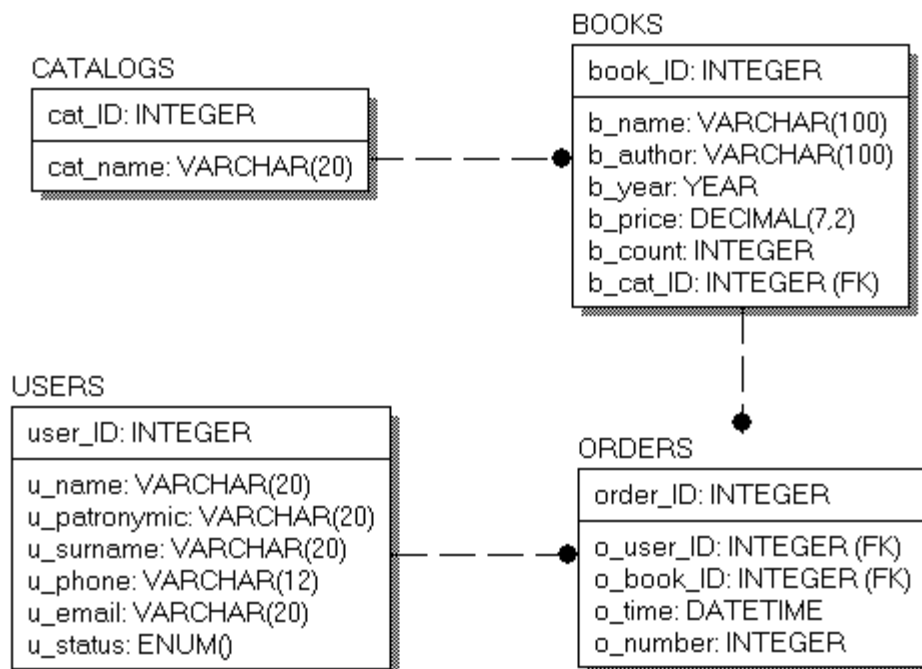 CATALOGS
cat_ID: INTEGER
cat_name: VARCHAR(20)
BOOKS
book_ID: INTEGER
b_name: VARCHAR(100)
b_author: VARCHAR(100)
b_year: YEAR
b_price: DECIMAL(7,2)
b_count: INTEGER
b_cat_ID: INTEGER (FK)
USERS
user_ID: INTEGER
u_name: VARCHAR(20)
u_patronymic: VARCHAR(20)
u_surname: VARCHAR(20)
u_phone: VARCHAR(12)
u_email: VARCHAR(20)
u_status: ENUM()
ORDERS
order_ID: INTEGER
o_user_ID: INTEGER (FK)
o_book_ID: INTEGER (FK)
o_time: DATETIME
o_number: INTEGER